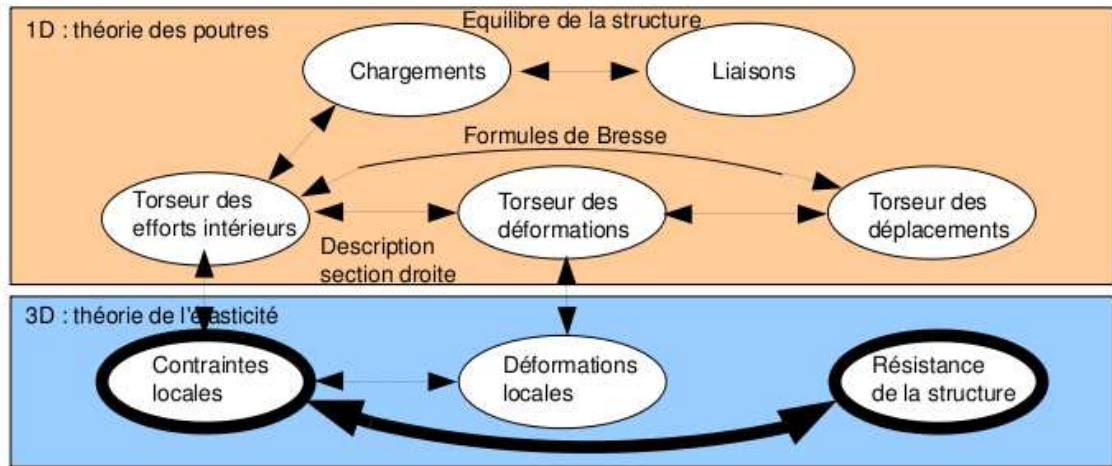 Equilibre de la structure
1D : théorie des poutres
Chargements
Liaisons
Formules de Bresse
Torseur des
efforts intérieurs
Torseur des
déformations
Torseur des
déplacements
Description
section droite
3D : théorie de l'élasticité
Contraintes
locales
Déformations
locales
Résistance
de la structure